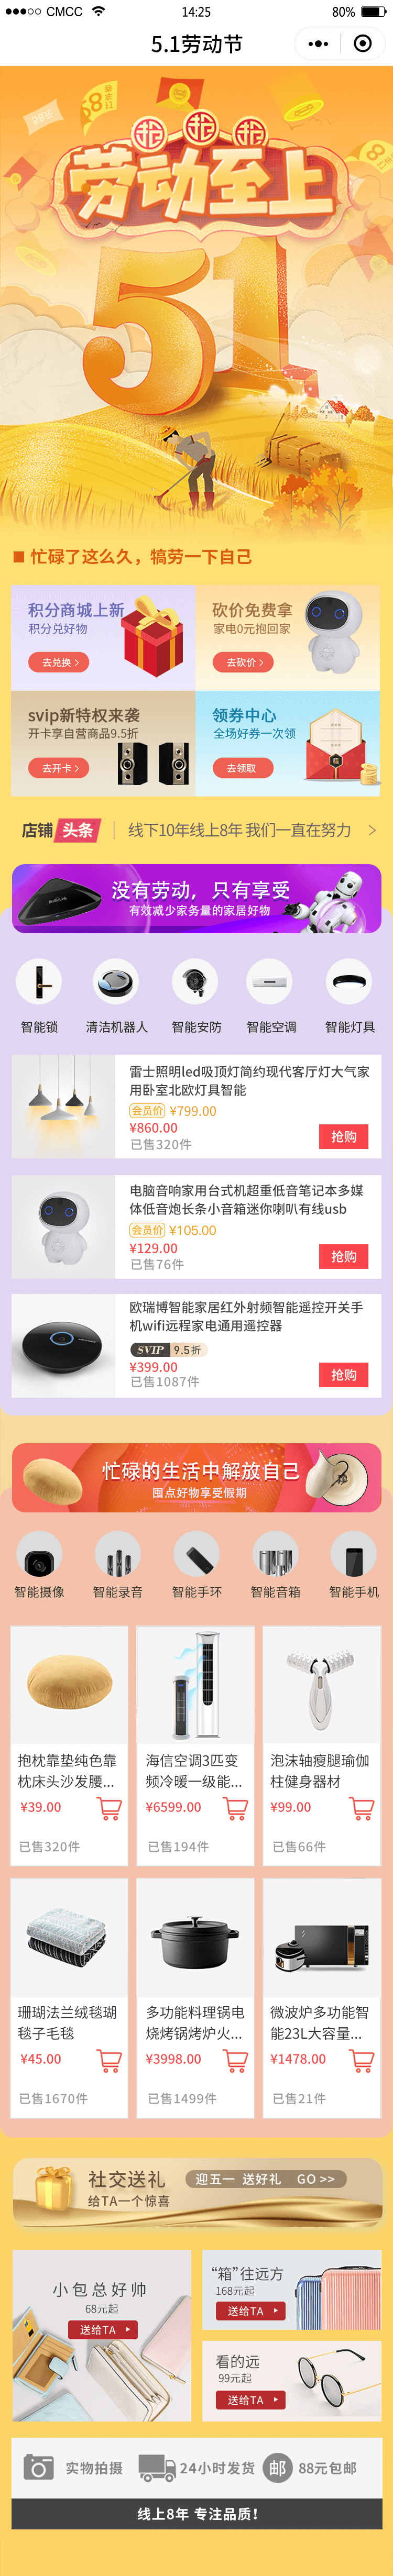 CMCC
14:25
80%
5.1劳动节
劳动至上
51
忙碌了这么久，犒劳一下自己
积分商城上新
积分兑好物
去兑换 >
砍价免费拿
家电0元抱回家
去砍价 >
svip新特权来袭
开卡享自营商品9.5折
去开卡 >
领券中心
全场好券一次领
去领取
店铺 头条 | 线下10年线上8年 我们一直在努力 >
没有劳动，只有享受
有效减少家务量的家居好物
智能锁
清洁机器人
智能安防
智能空调
智能灯具
雷士照明led吸顶灯简约现代客厅灯大气家
用卧室北欧灯具智能
会员价 ¥799.00
¥860.00
已售320件
抢购
电脑音响家用台式机超重低音笔记本多媒
体低音炮长条小音箱迷你喇叭有线usb
会员价 ¥105.00
¥129.00
已售76件
抢购
欧瑞博智能家居红外射频智能遥控开关手
机wifi远程家电通用遥控器
SVIP 9.5折
¥399.00
已售1087件
抢购
忙碌的生活中解放自己
囤点好物享受假期
智能摄像
智能录音
智能手环
智能音箱
智能手机
抱枕靠垫纯色靠
枕床头沙发腰...
¥39.00
已售320件
海信空调3匹变
频冷暖一级能...
¥6599.00
已售194件
泡沫轴瘦腿瑜伽
柱健身器材
¥99.00
已售66件
珊瑚法兰绒毯瑚
毯子毛毯
¥45.00
已售1670件
多功能料理锅电
烧烤锅烤炉火...
¥3998.00
已售1499件
微波炉多功能智
能23L大容量...
¥1478.00
已售21件
社交送礼
给TA一个惊喜
迎五一 送好礼 GO >>
小包总好帅
68元起
送给TA
“箱”往远方
168元起
送给TA
看的远
99元起
送给TA
实物拍摄
24小时发货
邮 88元包邮
线上8年 专注品质！